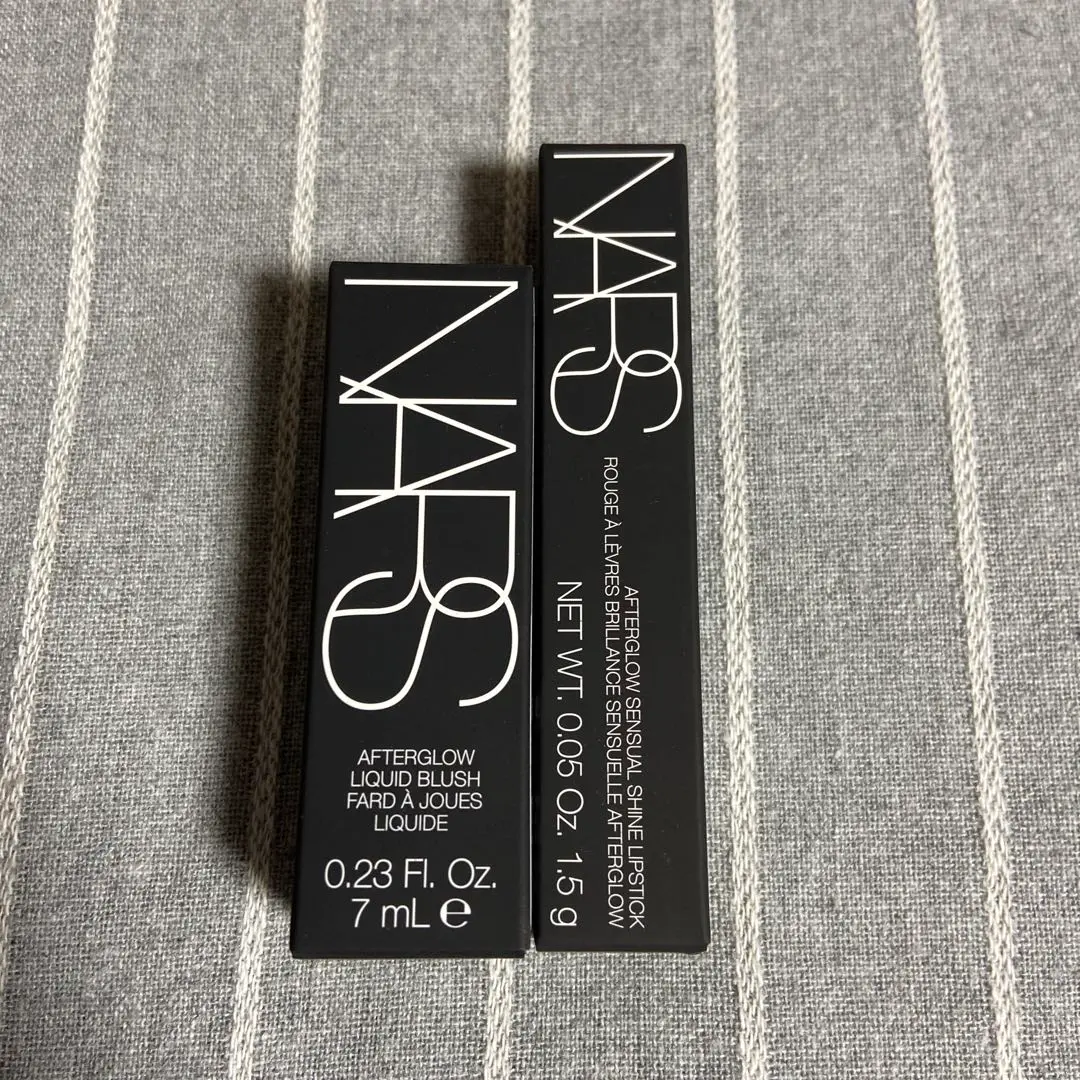 NARS
AFTERGLOW
LIQUID BLUSH
FARD À JOUES
LIQUIDE
0.23 Fl. Oz.
7 mL ℮
NARS
AFTERGLOW SENSUAL SHINE LIPSTICK
ROUGE À LÈVRES BRILLANCE SENSUELLE AFTERGLOW
NET WT. 0.05 Oz. 1.5 g